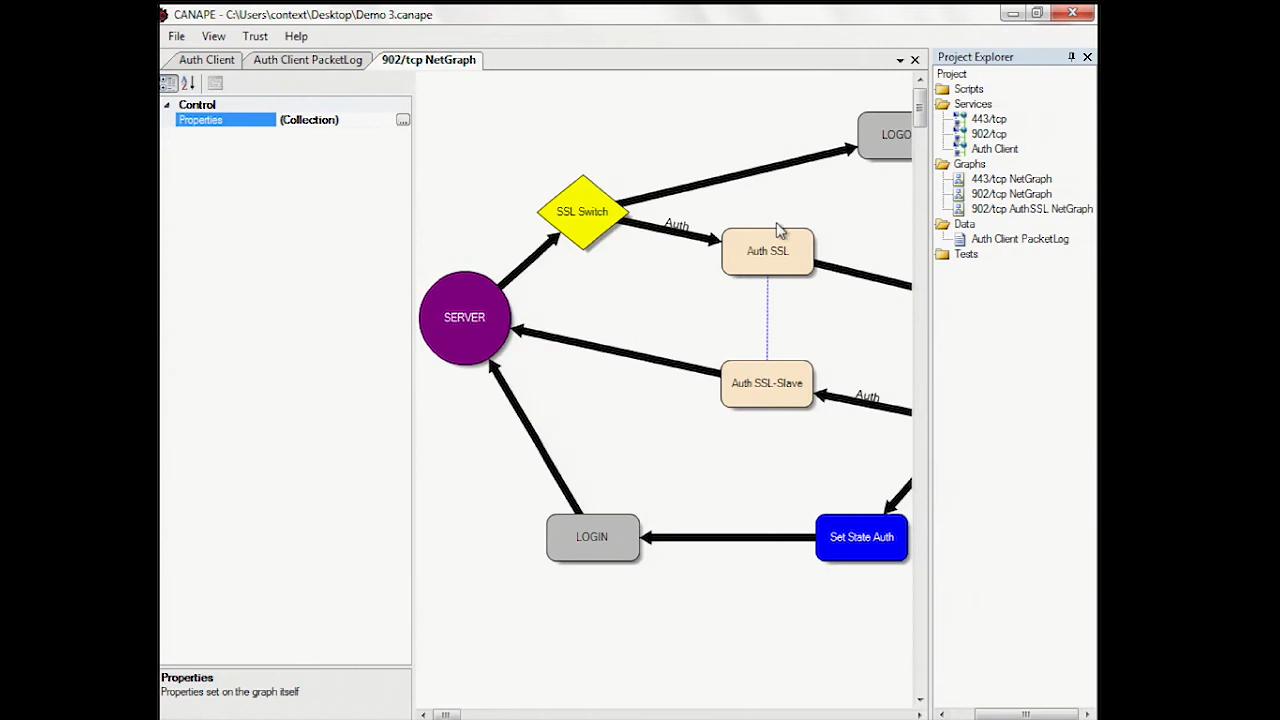 CANAPE - C:\Users\context\Desktop\Demo 3.canape
File View Trust Help
Auth Client
Auth Client PacketLog
902/tcp NetGraph
Control
Properties (Collection) ...
SSL Switch
Auth
LOGO
Auth SSL
SERVER
Auth SSL-Slave
Auth
LOGIN
Set State Auth
Properties
Properties set on the graph itself
Project Explorer
Project
Scripts
Services
443/tcp
902/tcp
Auth Client
Graphs
443/tcp NetGraph
902/tcp NetGraph
902/tcp AuthSSL NetGraph
Data
Auth Client PacketLog
Tests